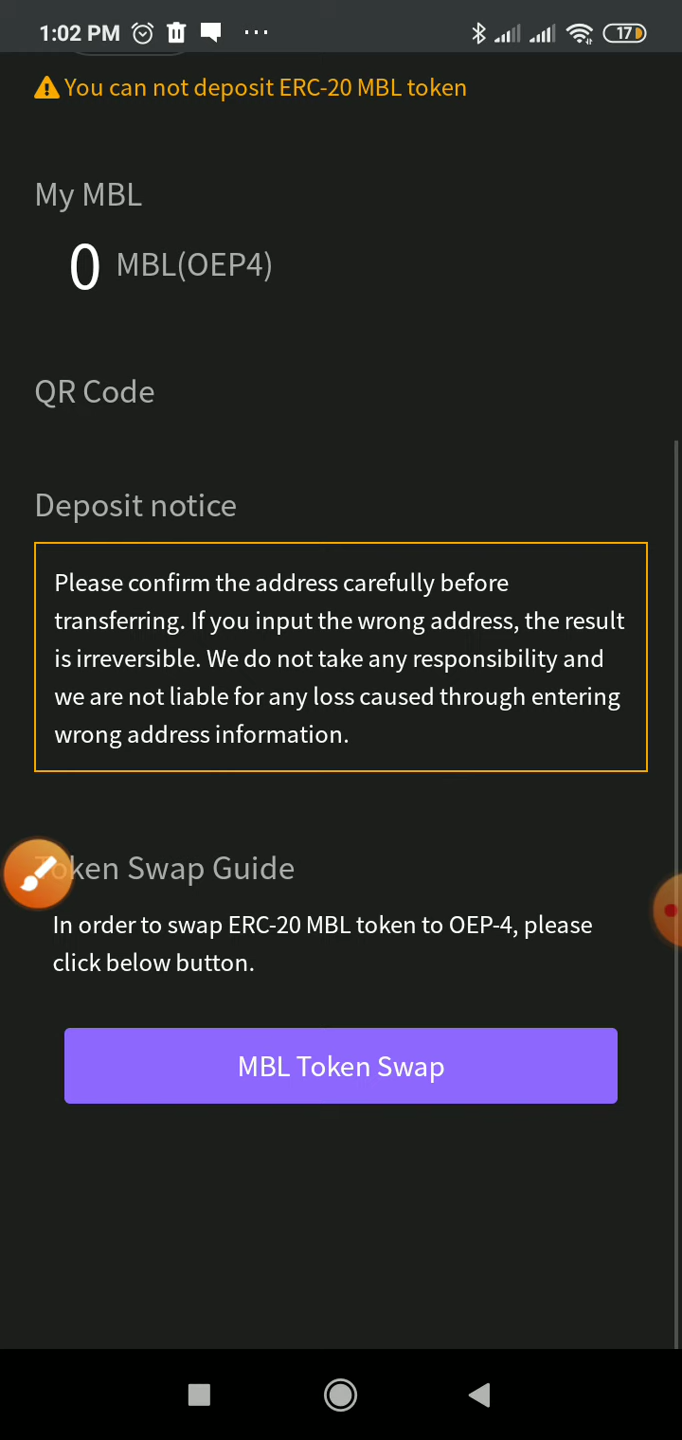 1:02 PM ... 17
You can not deposit ERC-20 MBL token
My MBL
0 MBL(OEP4)
QR Code
Deposit notice
Please confirm the address carefully before
transferring. If you input the wrong address, the result
is irreversible. We do not take any responsibility and
we are not liable for any loss caused through entering
wrong address information.
Token Swap Guide
In order to swap ERC-20 MBL token to OEP-4, please
click below button.
MBL Token Swap